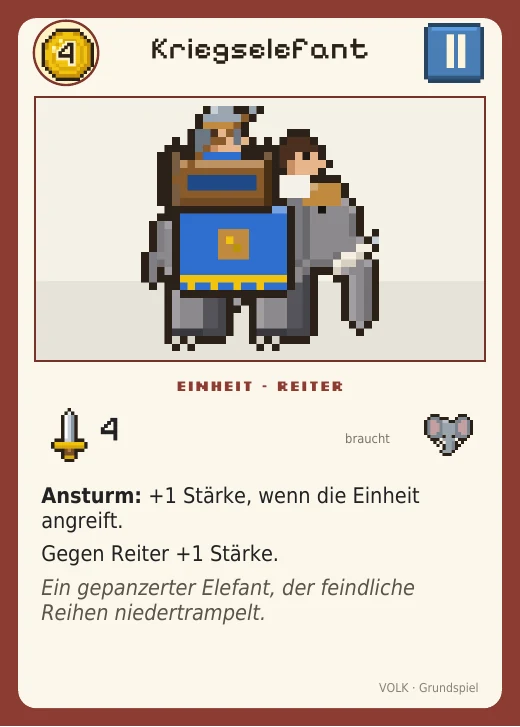 4
Kriegselefant
II
EINHEIT - REITER
4
braucht
Ansturm: +1 Stärke, wenn die Einheit
angreift.
Gegen Reiter +1 Stärke.
Ein gepanzerter Elefant, der feindliche
Reihen niedertrampelt.
VOLK · Grundspiel